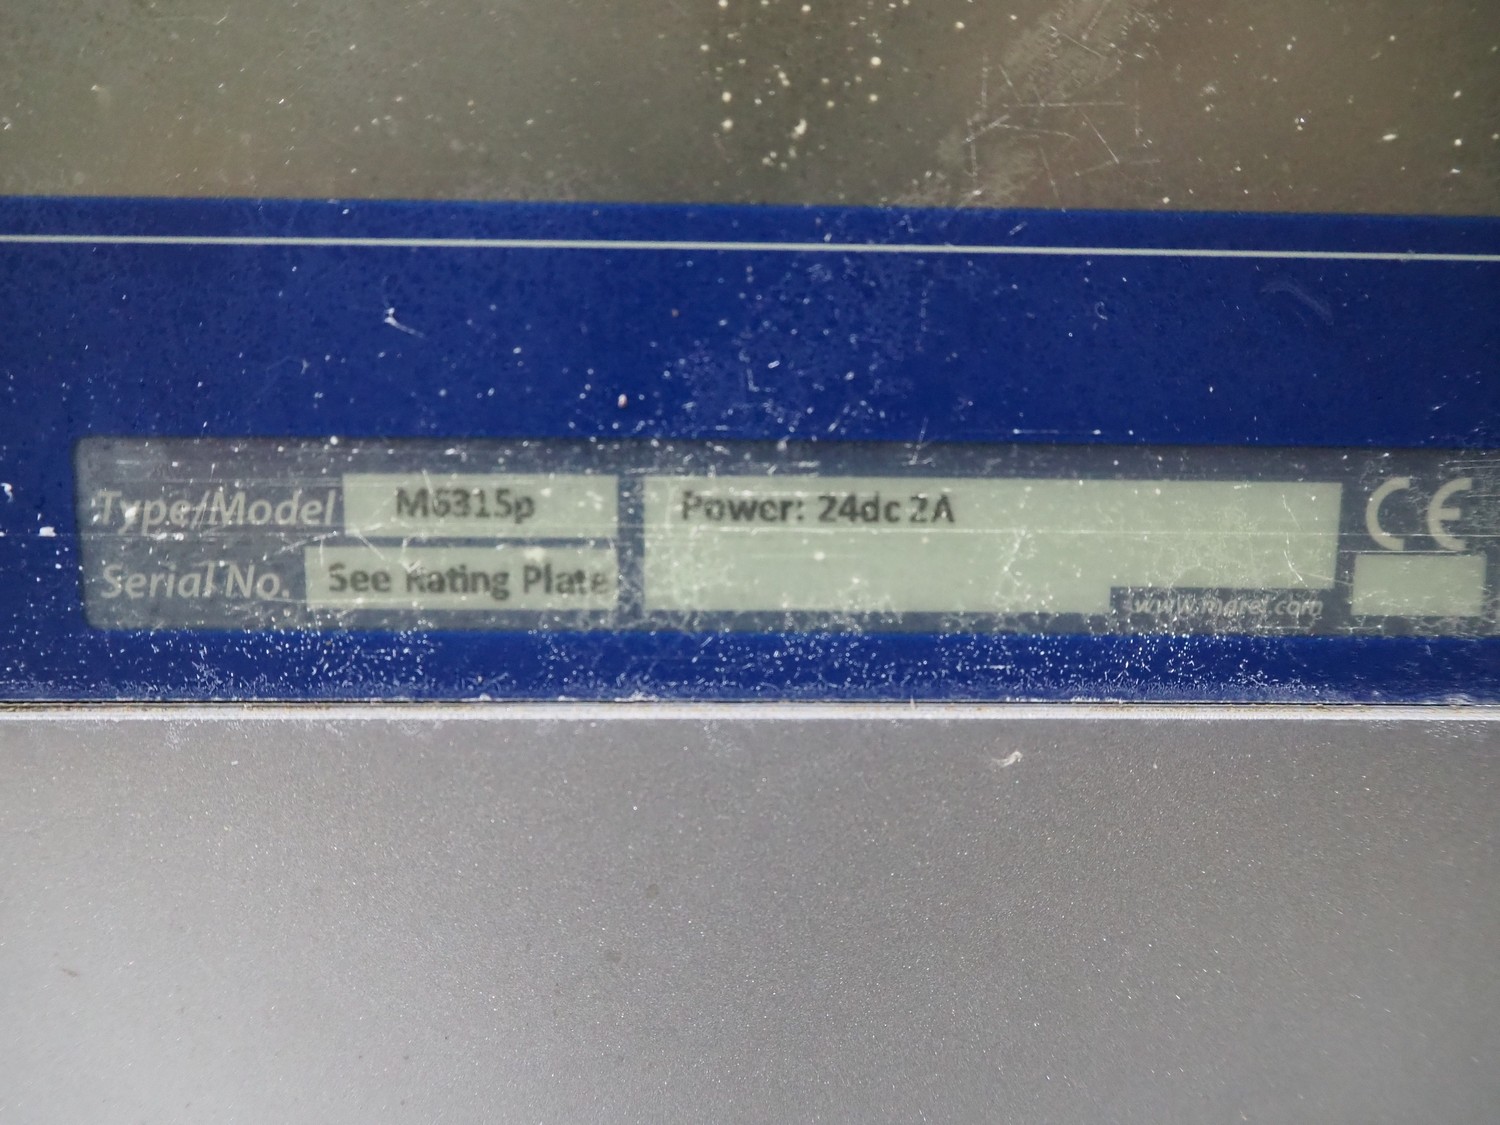 Type/Model M6315p
Serial No. See Rating Plate
Power: 24dc 2A
www.marel.com
CE